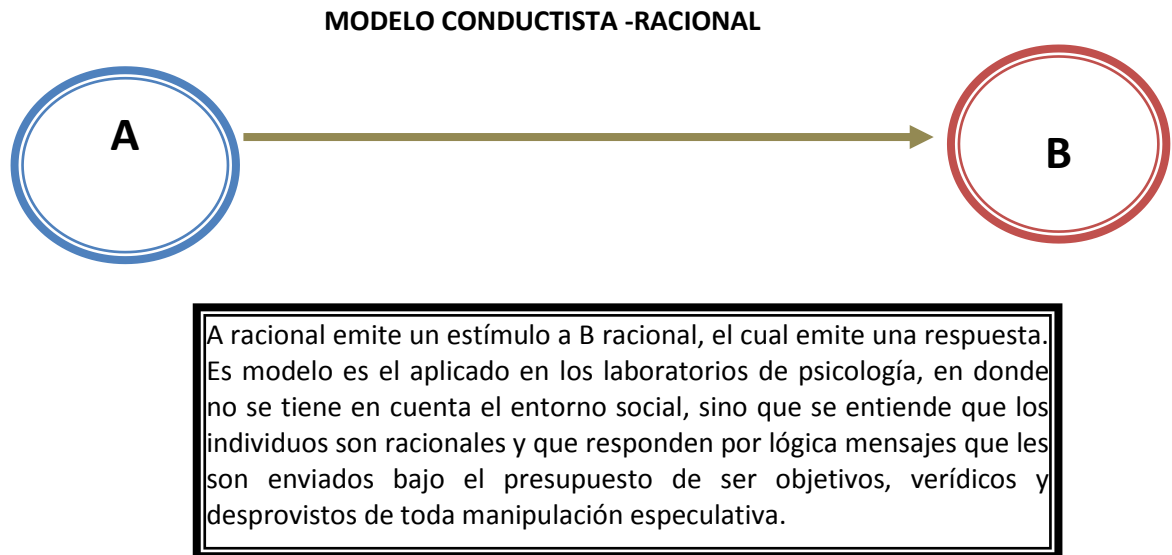 MODELO CONDUCTISTA -RACIONAL
A
B
A racional emite un estímulo a B racional, el cual emite una respuesta.
Es modelo es el aplicado en los laboratorios de psicología, en donde
no se tiene en cuenta el entorno social, sino que se entiende que los
individuos son racionales y que responden por lógica mensajes que les
son enviados bajo el presupuesto de ser objetivos, verídicos y
desprovistos de toda manipulación especulativa.